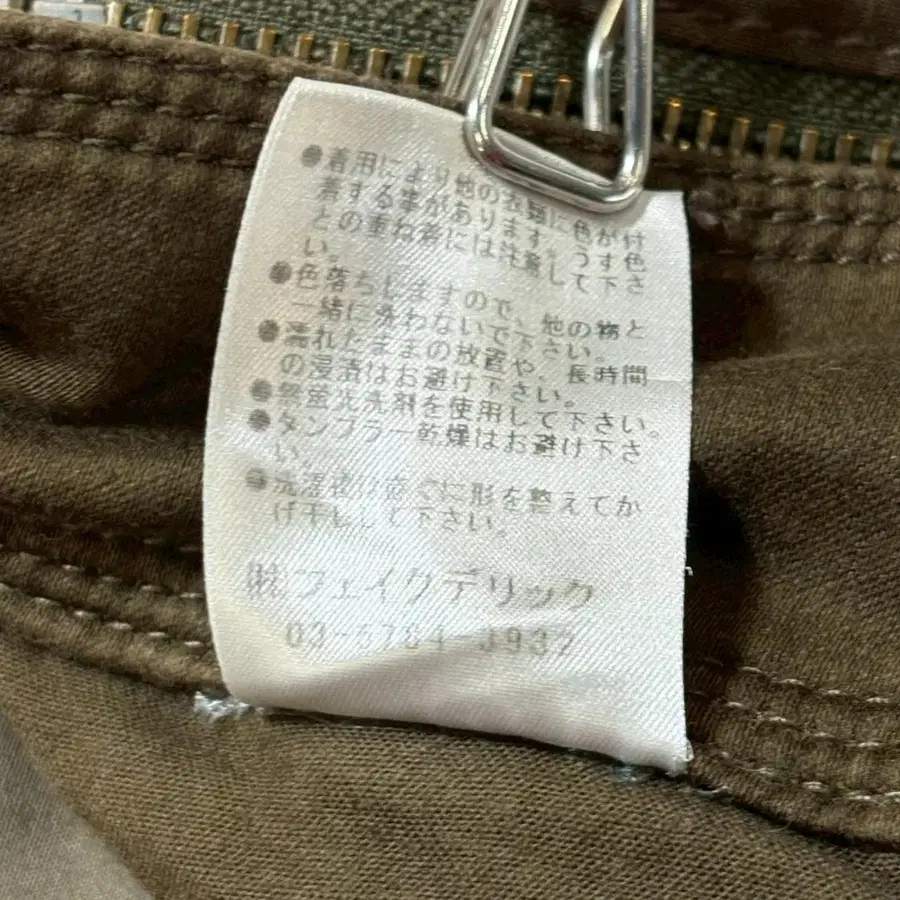 ●着用により他の衣類に色が付
着する事があります。うす色
との重ね着には注意して下さ
い。
●色落ちしますので、他の物と
一緒に洗わないで下さい。
●濡れたままの放置や、長時間
の浸漬はお避け下さい。
●無蛍光洗剤を使用して下さい。
●タンブラー乾燥はお避け下さ
い。
●洗濯後は直ぐに形を整えてか
げ干しして下さい。
(株)フェイクデリック
03-5784-3932